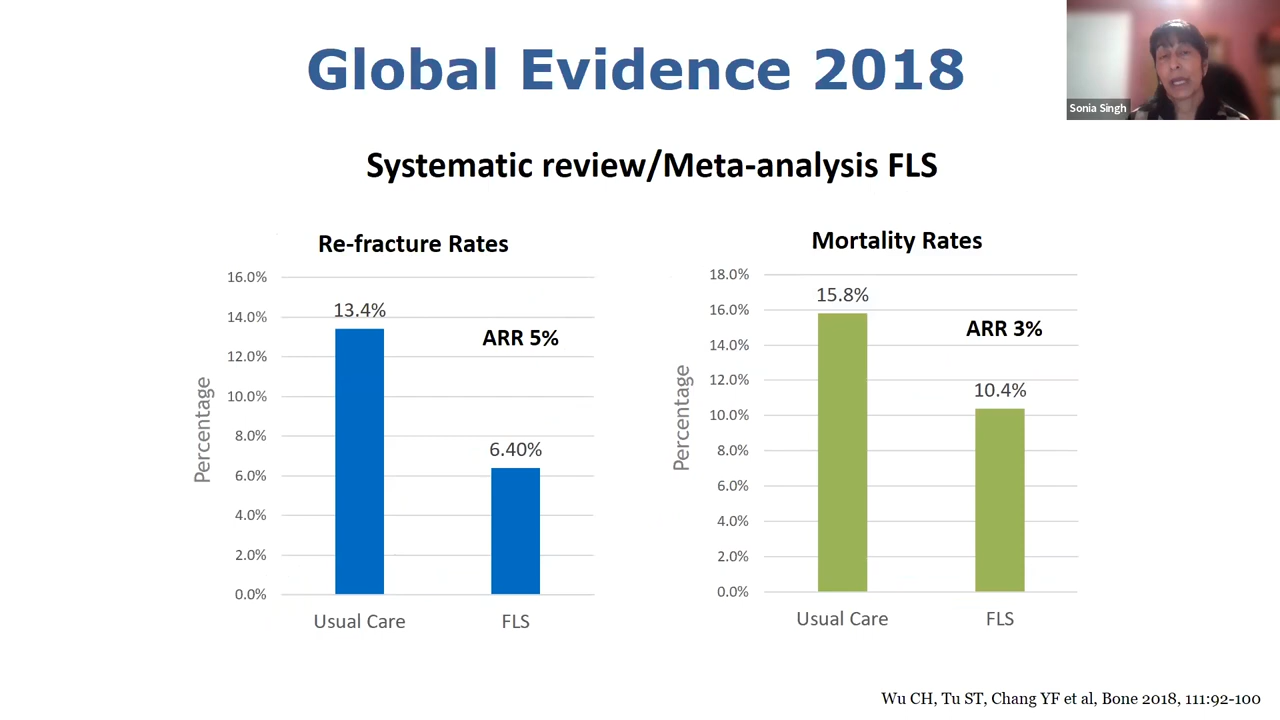 Global Evidence 2018
Sonia Singh
Systematic review/Meta-analysis FLS
Re-fracture Rates
16.0%
14.0%
12.0%
10.0%
8.0%
6.0%
4.0%
2.0%
0.0%
Percentage
13.4%
ARR 5%
6.40%
Usual Care
FLS
Mortality Rates
18.0%
16.0%
14.0%
12.0%
10.0%
8.0%
6.0%
4.0%
2.0%
0.0%
Percentage
15.8%
ARR 3%
10.4%
Usual Care
FLS
Wu CH, Tu ST, Chang YF et al, Bone 2018, 111:92-100